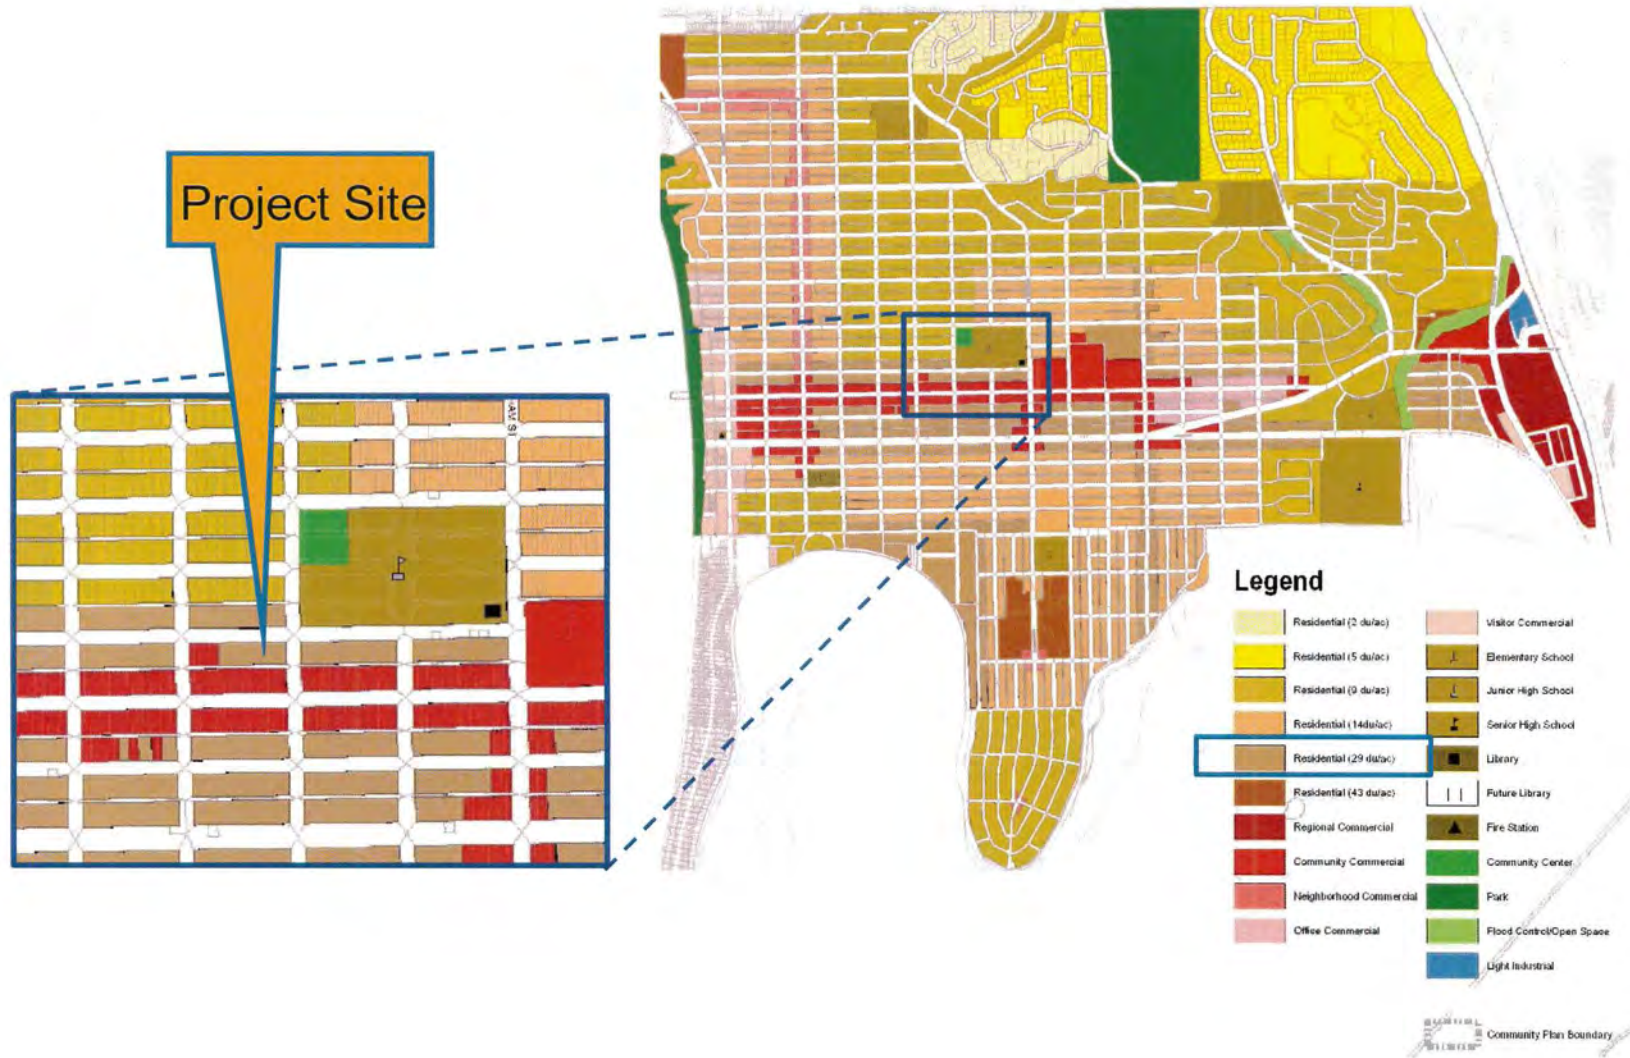 Project Site
AV SI
Legend
Residential (2 du/ac)
Residential (5 du/ac)
Residential (9 du/ac)
Residential (14du/ac)
Residential (29 du/ac)
Residential (43 du/ac)
Regional Commercial
Community Commercial
Neighborhood Commercial
Office Commercial
Visitor Commercial
Elementary School
Junior High School
Senior High School
Library
Future Library
Fire Station
Community Center
Park
Flood Control/Open Space
Light Industrial
Community Plan Boundary